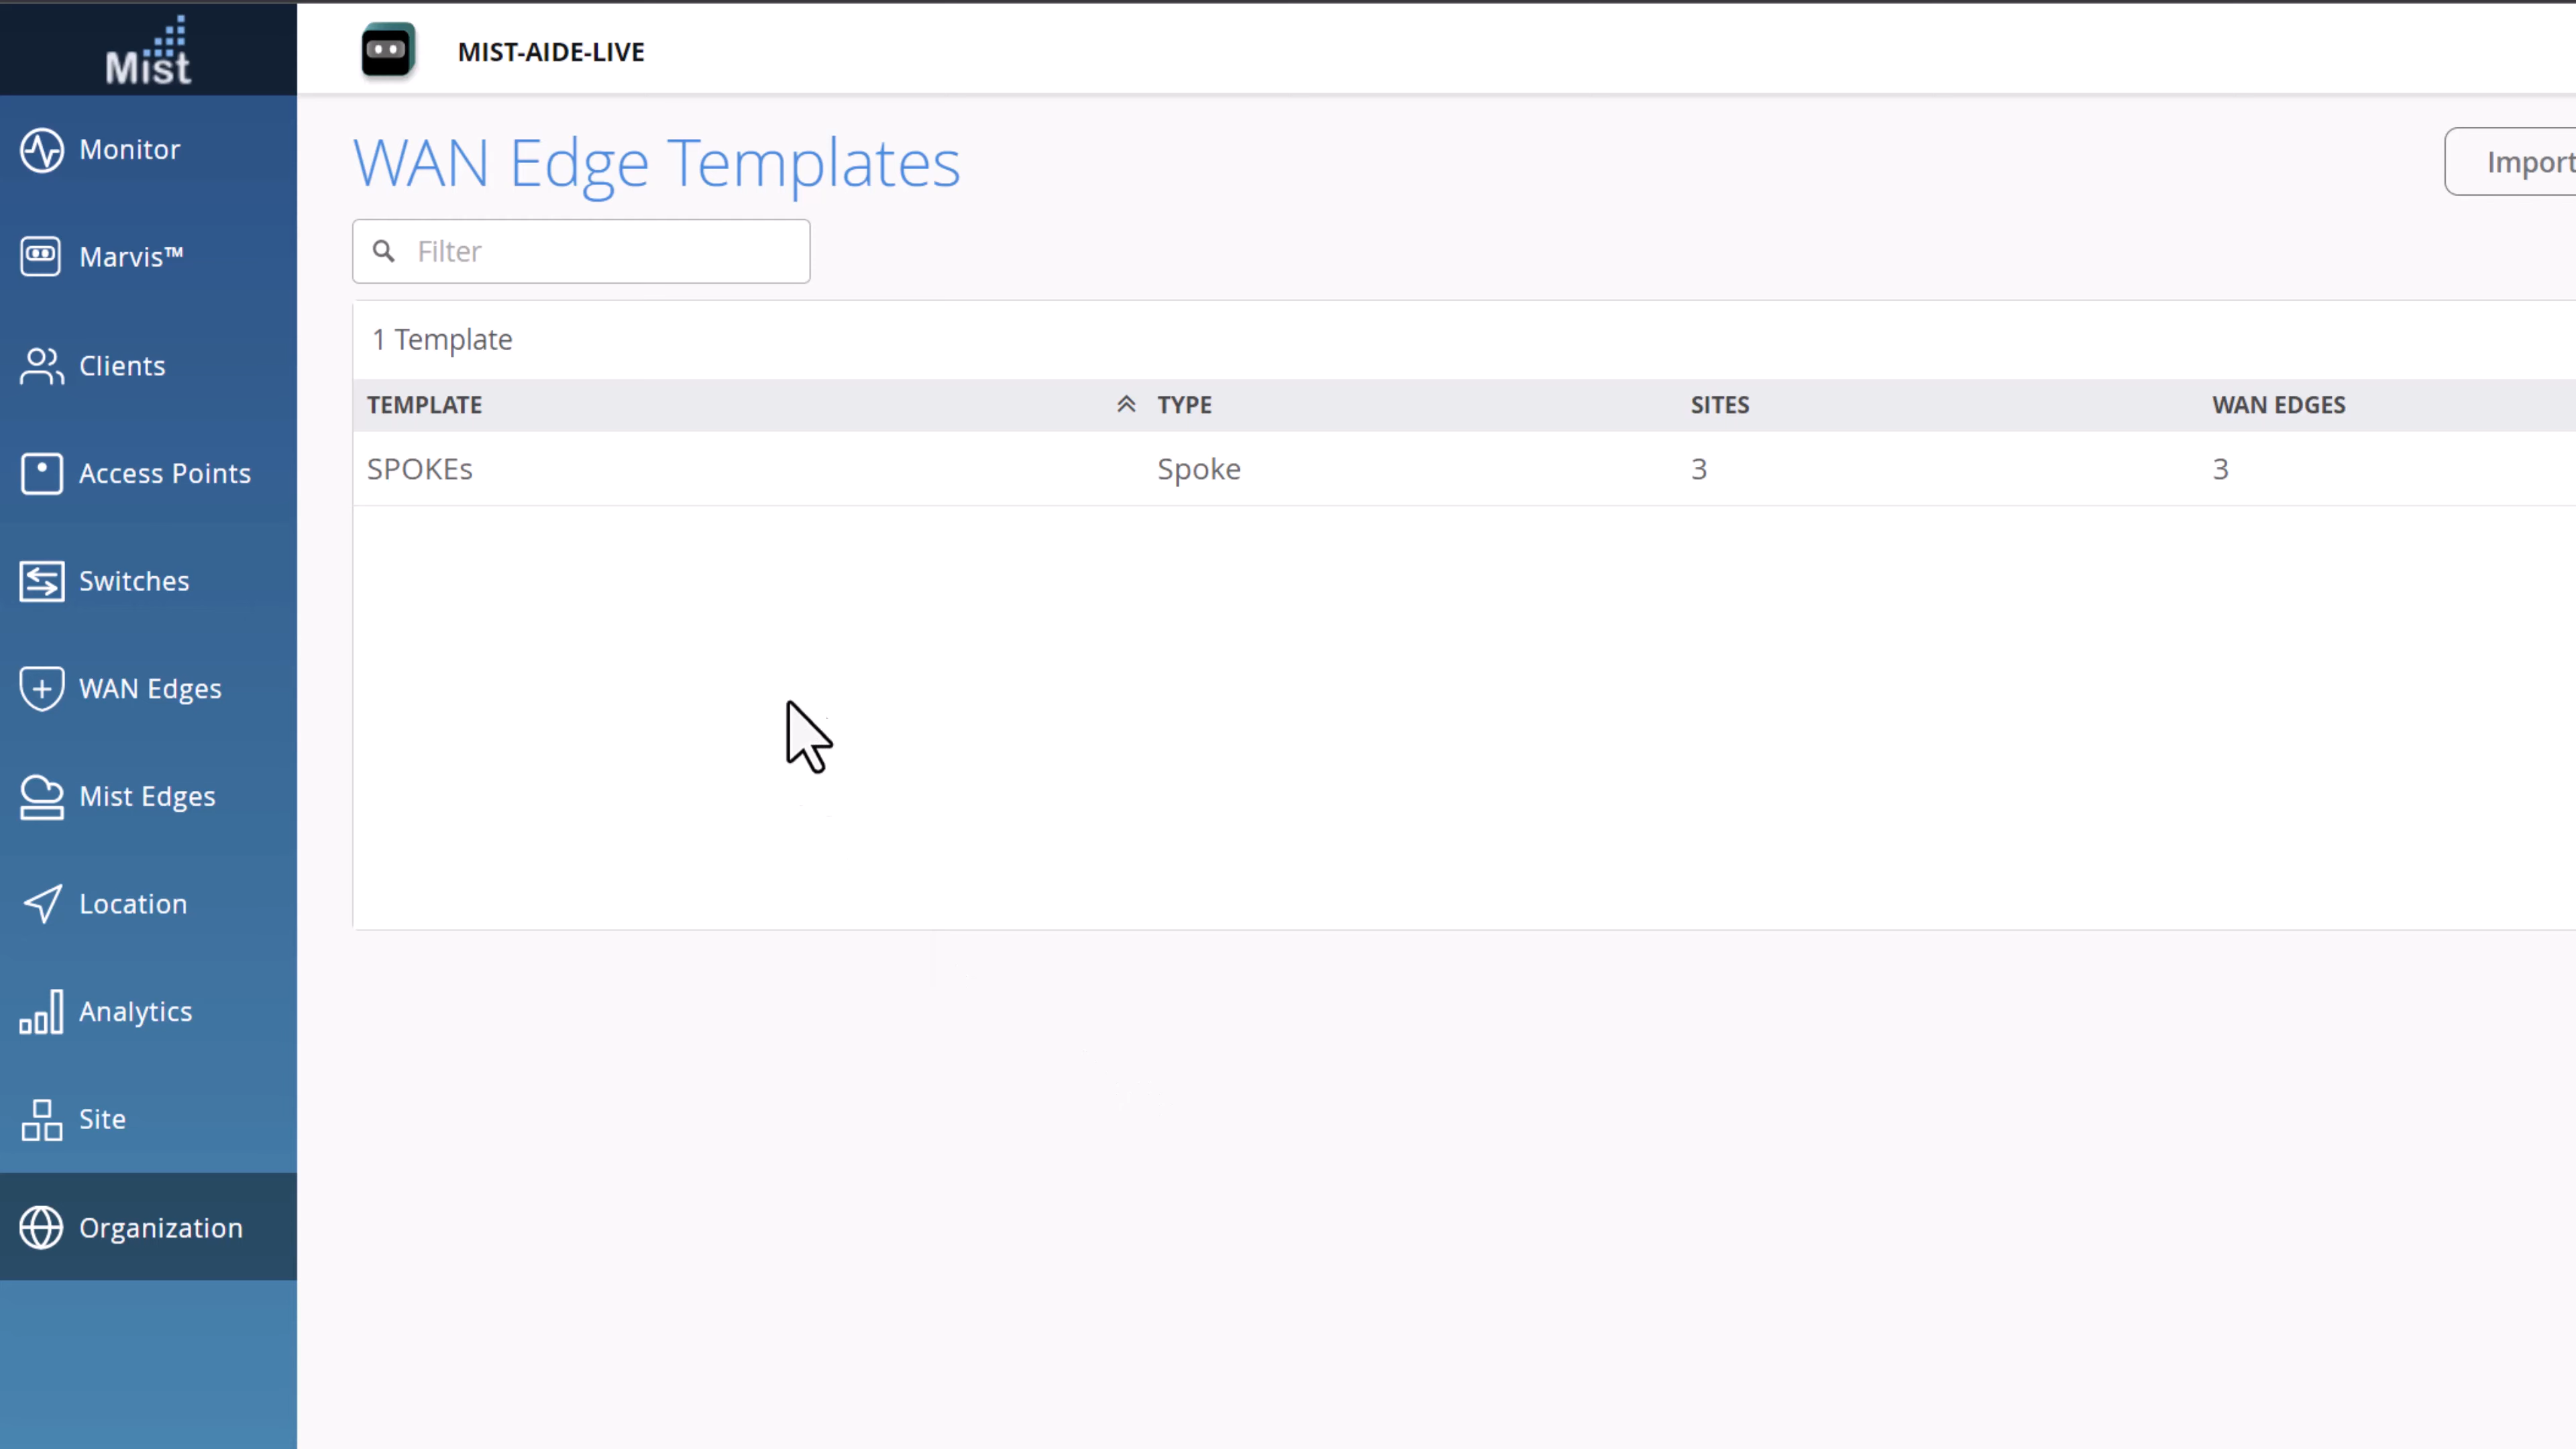 Mist
MIST-AIDE-LIVE
Monitor
Marvis™
Clients
Access Points
Switches
WAN Edges
Mist Edges
Location
Analytics
Site
Organization
WAN Edge Templates
Import
Filter
1 Template
TEMPLATE TYPE SITES WAN EDGES
SPOKEs Spoke 3 3